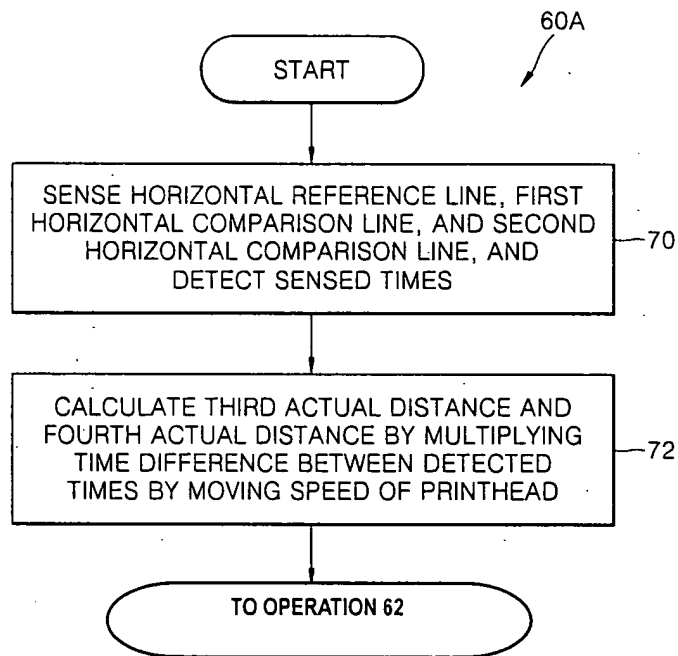 60A
START
SENSE HORIZONTAL REFERENCE LINE, FIRST
HORIZONTAL COMPARISON LINE, AND SECOND
HORIZONTAL COMPARISON LINE, AND
DETECT SENSED TIMES
70
CALCULATE THIRD ACTUAL DISTANCE AND
FOURTH ACTUAL DISTANCE BY MULTIPLYING
TIME DIFFERENCE BETWEEN DETECTED
TIMES BY MOVING SPEED OF PRINTHEAD
72
TO OPERATION 62